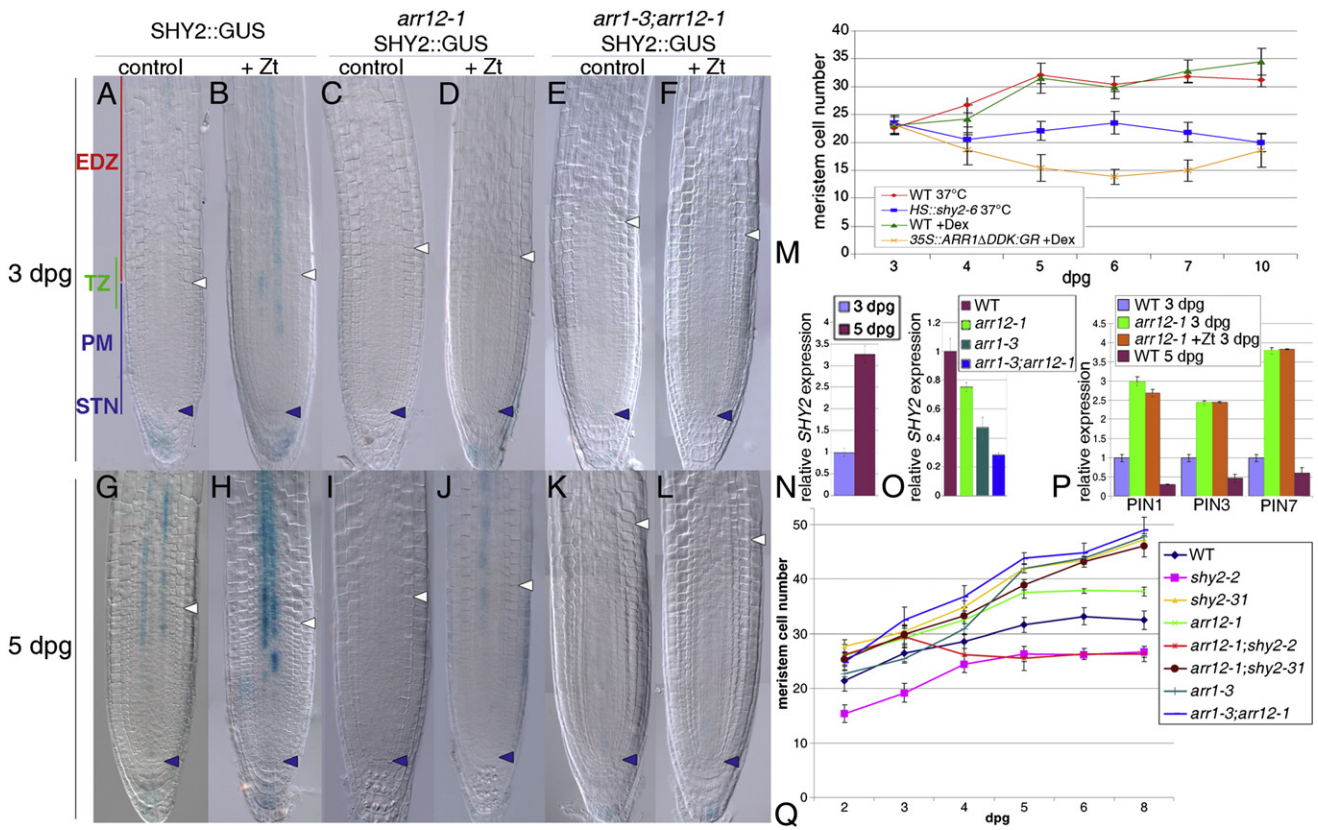 SHY2::GUS
arr12-1
SHY2::GUS
arr1-3;arr12-1
SHY2::GUS
control
+ Zt
control
+ Zt
control
+ Zt
A
B
C
D
E
F
3 dpg
EDZ
TZ
PM
STN
G
H
I
J
K
L
5 dpg
M
meristem cell number
40
35
30
25
20
15
10
5
0
WT 37°C
HS::shy2-6 37°C
WT +Dex
35S::ARR1ΔDDK:GR +Dex
3
4
5
6
7
10
dpg
N
relative SHY2 expression
4
3.5
3
2.5
2
1.5
1
0.5
0
3 dpg
5 dpg
O
relative SHY2 expression
1.2
1
0.8
0.6
0.4
0.2
0
WT
arr12-1
arr1-3
arr1-3;arr12-1
P
relative expression
4.5
4
3.5
3
2.5
2
1.5
1
0.5
0
WT 3 dpg
arr12-1 3 dpg
arr12-1 +Zt 3 dpg
WT 5 dpg
PIN1
PIN3
PIN7
Q
meristem cell number
50
40
30
20
10
0
2
3
4
5
6
8
dpg
WT
shy2-2
shy2-31
arr12-1
arr12-1;shy2-2
arr12-1;shy2-31
arr1-3
arr1-3;arr12-1